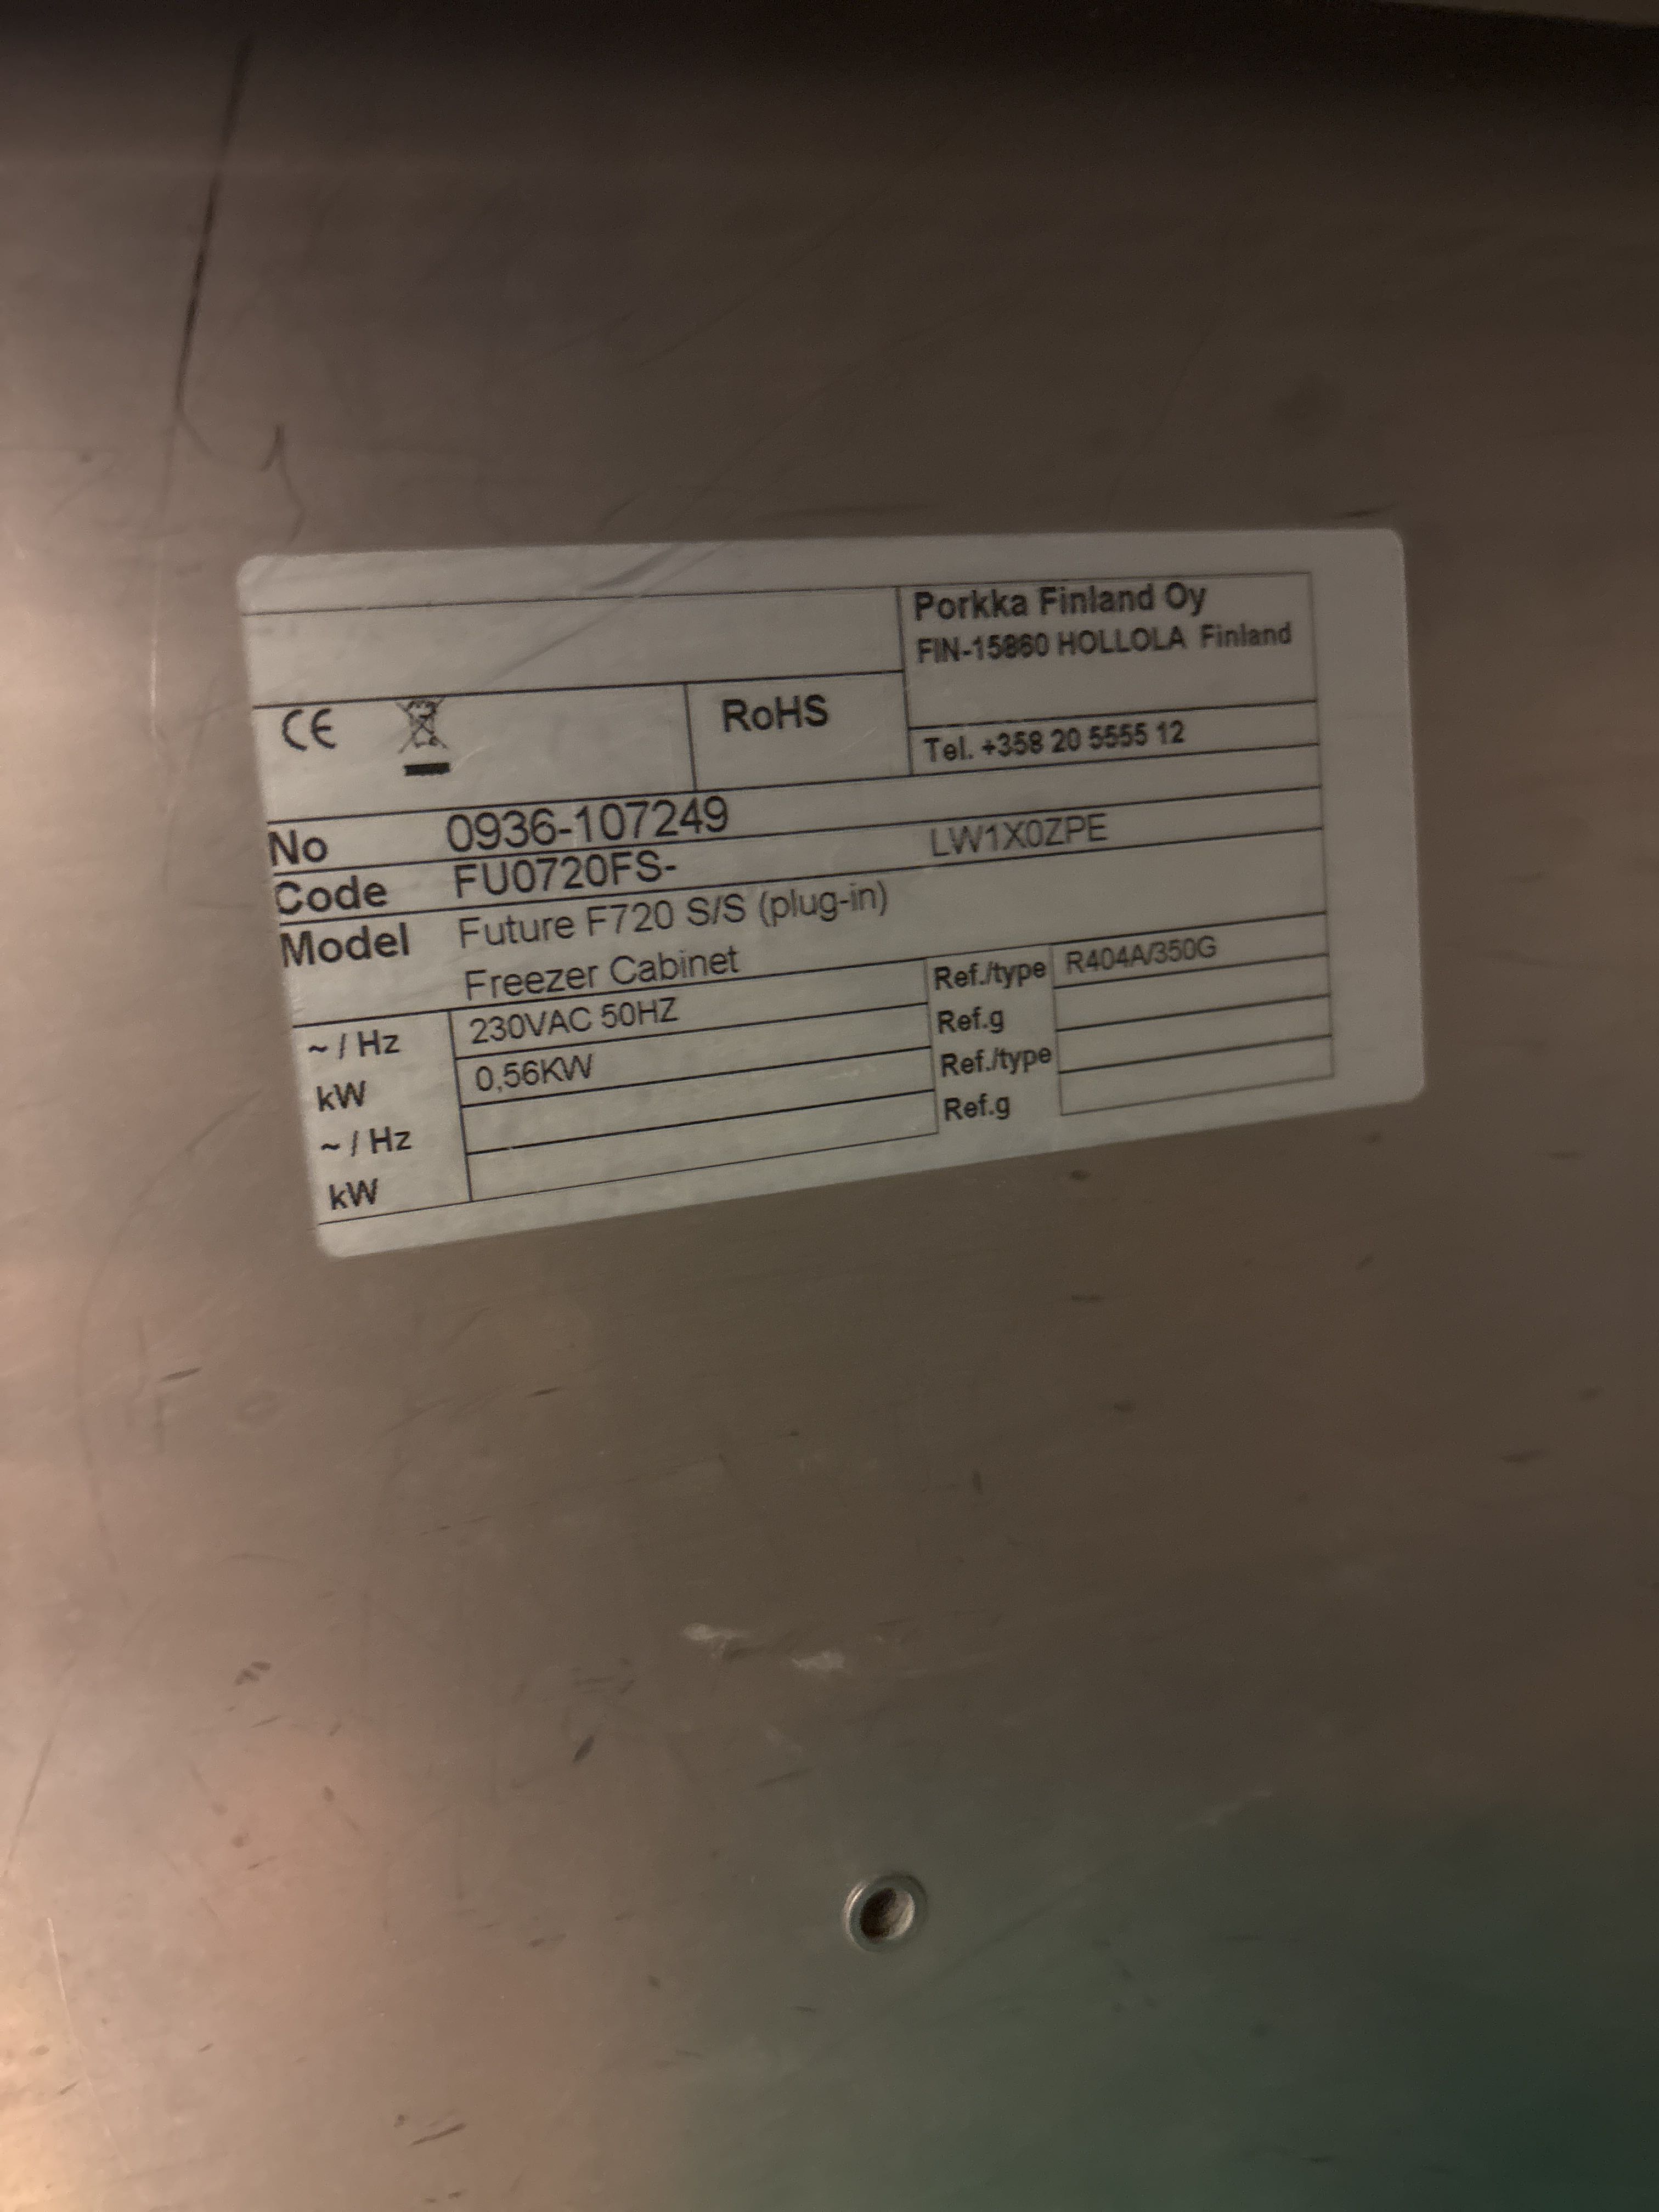 Porkka Finland Oy
FIN-15860 HOLLOLA Finland
CE
RoHS
Tel. +358 20 5555 12
No 0936-107249
Code FU0720FS- LW1X0ZPE
Model Future F720 S/S (plug-in)
Freezer Cabinet
~ / Hz 230VAC 50HZ Ref./type R404A/350G
kW 0,56KW Ref.g
~ / Hz Ref./type
kW Ref.g